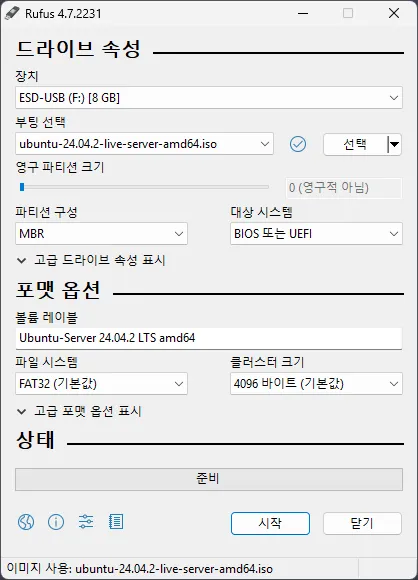 Rufus 4.7.2231
드라이브 속성
장치
ESD-USB (F:) [8 GB]
부팅 선택
ubuntu-24.04.2-live-server-amd64.iso
선택
영구 파티션 크기
0 (영구적 아님)
파티션 구성
대상 시스템
MBR
BIOS 또는 UEFI
고급 드라이브 속성 표시
포맷 옵션
볼륨 레이블
Ubuntu-Server 24.04.2 LTS amd64
파일 시스템
클러스터 크기
FAT32 (기본값)
4096 바이트 (기본값)
고급 포맷 옵션 표시
상태
준비
시작
닫기
이미지 사용: ubuntu-24.04.2-live-server-amd64.iso